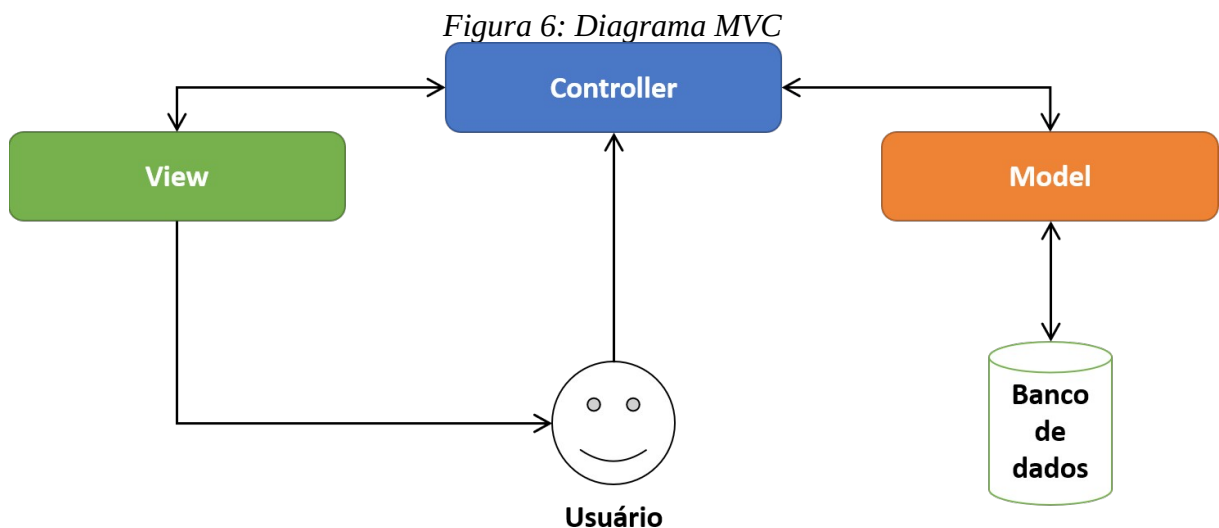 Figura 6: Diagrama MVC
Controller
View
Model
Banco
de
dados
Usuário